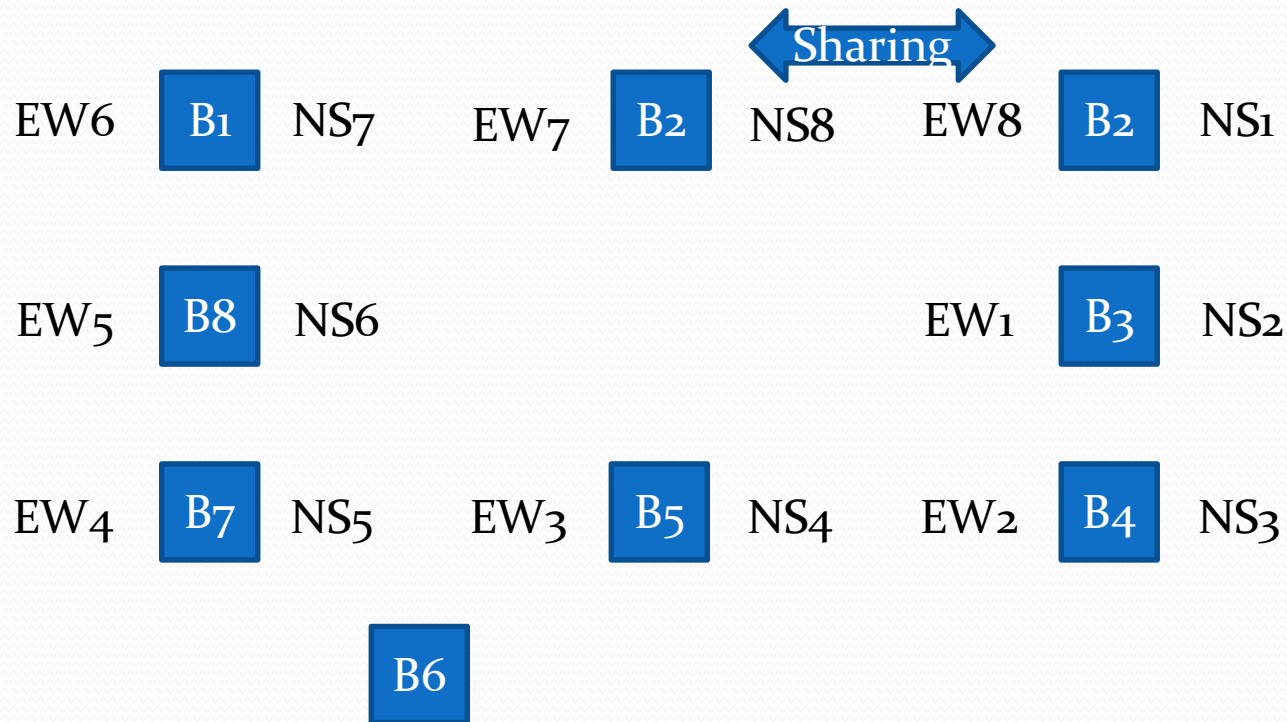 Sharing
EW6 B1 NS7 EW7 B2 NS8 EW8 B2 NS1
EW5 B8 NS6 EW1 B3 NS2
EW4 B7 NS5 EW3 B5 NS4 EW2 B4 NS3
B6